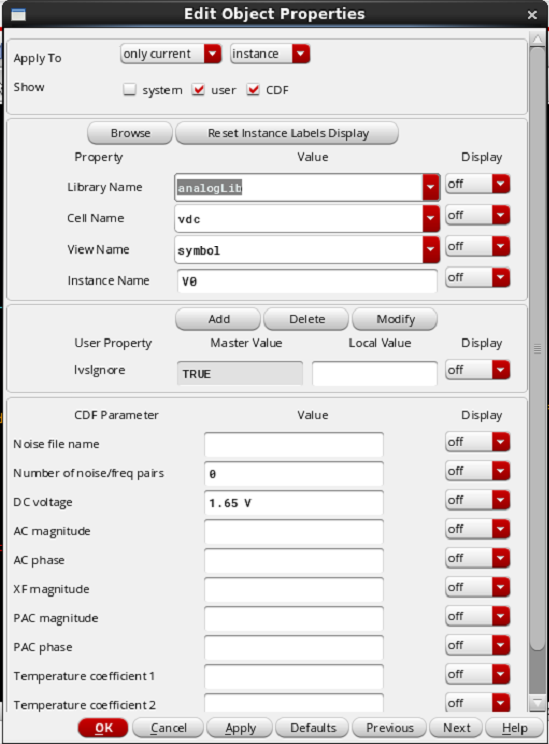 Edit Object Properties ×
Apply To only current instance
Show system user CDF
Browse Reset Instance Labels Display
Property Value Display
Library Name analogLib off
Cell Name vdc off
View Name symbol off
Instance Name V0 off
Add Delete Modify
User Property Master Value Local Value Display
lvsIgnore TRUE off
CDF Parameter Value Display
Noise file name off
Number of noise/freq pairs 0 off
DC voltage 1.65 V off
AC magnitude off
AC phase off
XF magnitude off
PAC magnitude off
PAC phase off
Temperature coefficient 1 off
Temperature coefficient 2 off
OK Cancel Apply Defaults Previous Next Help